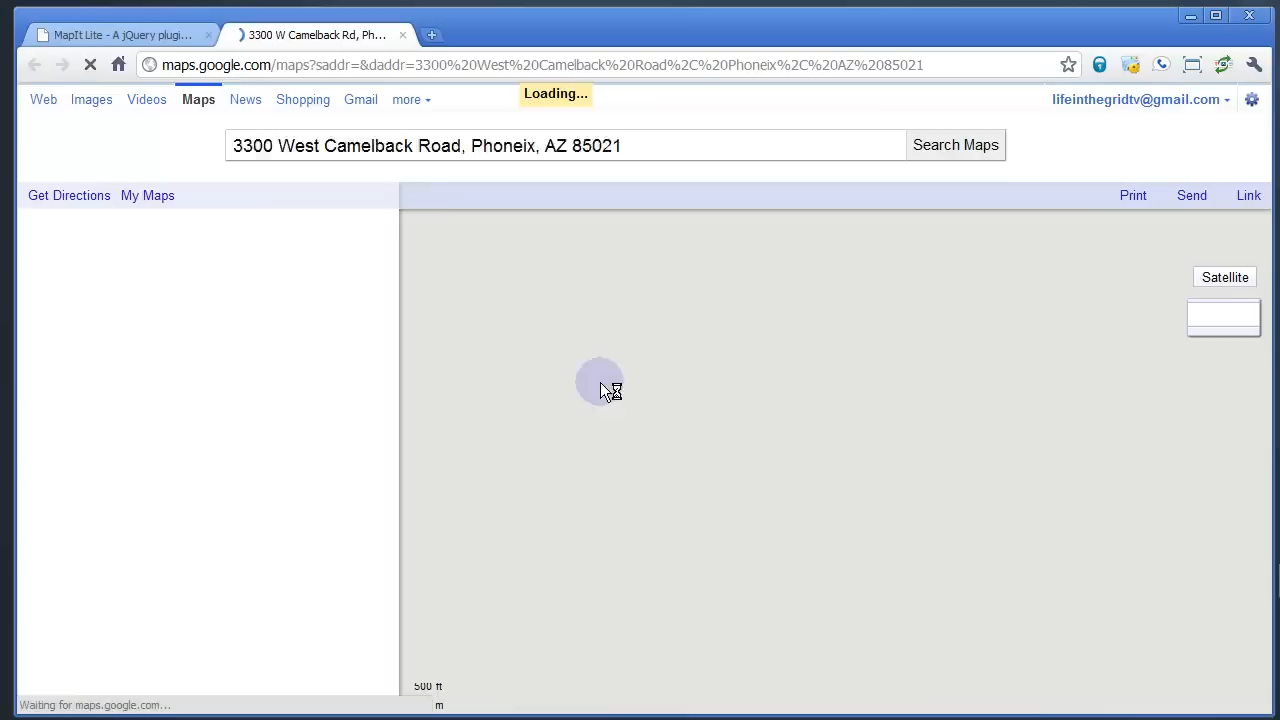 MapIt Lite - A jQuery plugi...
3300 W Camelback Rd, Ph...
maps.google.com/maps?saddr=&daddr=3300%20West%20Camelback%20Road%2C%20Phoneix%2C%20AZ%2085021
Web Images Videos Maps News Shopping Gmail more
Loading...
lifeinthegridtv@gmail.com
3300 West Camelback Road, Phoneix, AZ 85021
Search Maps
Get Directions My Maps
Print Send Link
Satellite
500 ft
m
Waiting for maps.google.com...